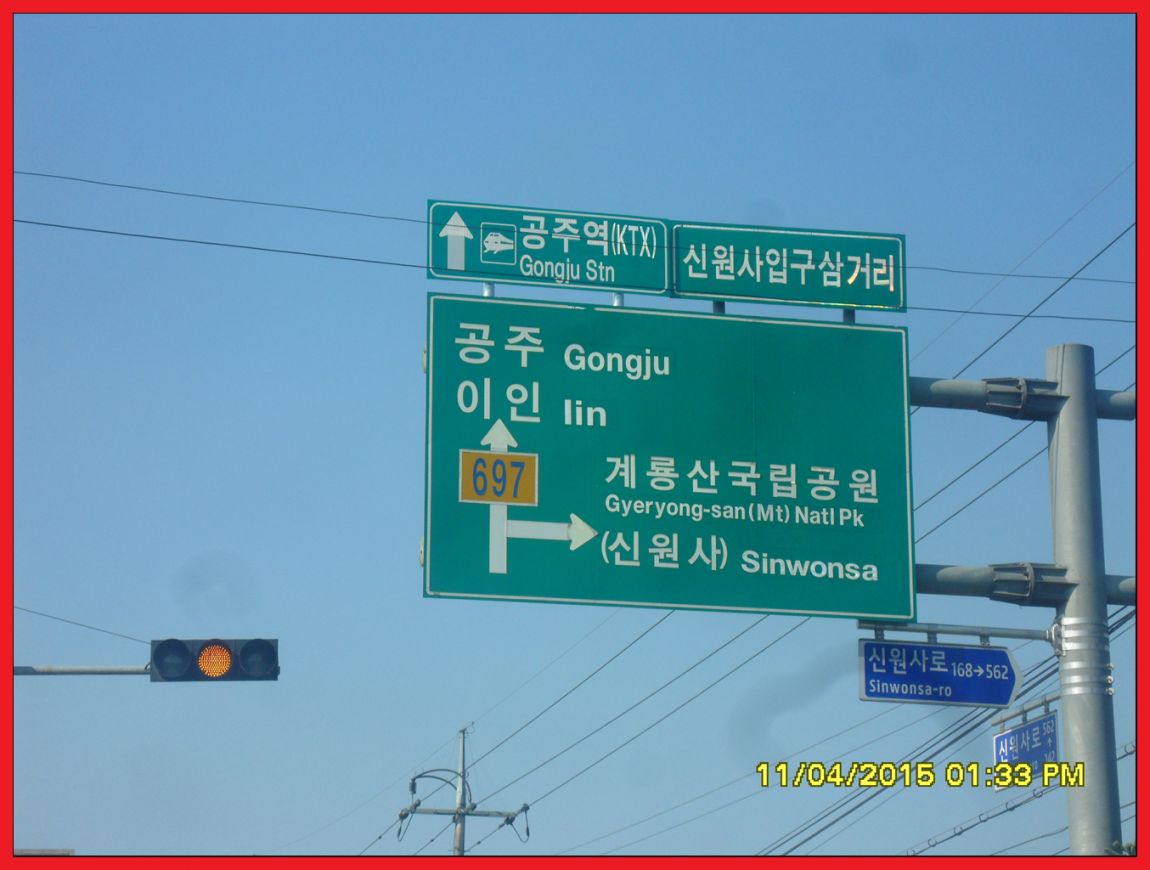 공주역(KTX)
Gongju Stn
신원사입구삼거리
공주 Gongju
이인 Iin
697
계룡산국립공원
Gyeryong-san(Mt) Natl Pk
(신원사) Sinwonsa
신원사로 168→562
Sinwonsa-ro
신원사로 562
11/04/2015 01:33 PM